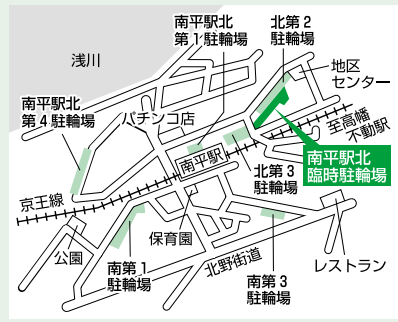 南平駅北
第1駐輪場
北第2
駐輪場
浅川
地区
センター
南平駅北
第4駐輪場
パチンコ店
至高幡
不動駅
南平駅
南平駅北
臨時駐輪場
北第3
駐輪場
京王線
保育園
公園
南第1
駐輪場
北野街道
南第3
駐輪場
レストラン